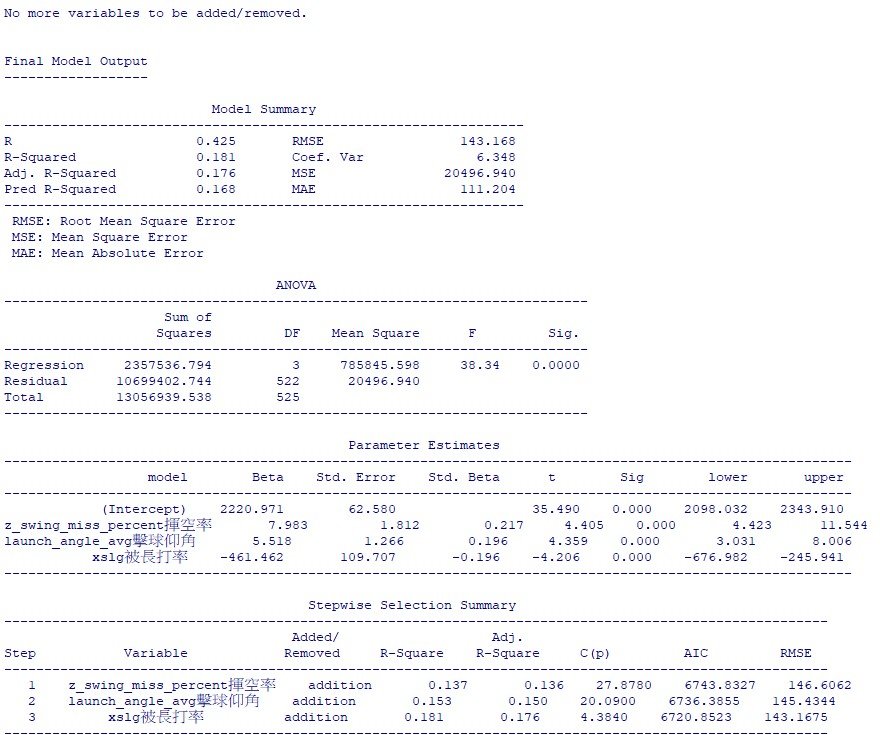 No more variables to be added/removed.
Final Model Output
------------------
Model Summary
-----------------------------------------------------------------
R 0.425 RMSE 143.168
R-Squared 0.181 Coef. Var 6.348
Adj. R-Squared 0.176 MSE 20496.940
Pred R-Squared 0.168 MAE 111.204
-----------------------------------------------------------------
RMSE: Root Mean Square Error
MSE: Mean Square Error
MAE: Mean Absolute Error
ANOVA
-------------------------------------------------------------------------
Sum of
Squares DF Mean Square F Sig.
-------------------------------------------------------------------------
Regression 2357536.794 3 785845.598 38.34 0.0000
Residual 10699402.744 522 20496.940
Total 13056939.538 525
-------------------------------------------------------------------------
Parameter Estimates
----------------------------------------------------------------------------------------------------------
model Beta Std. Error Std. Beta t Sig lower upper
----------------------------------------------------------------------------------------------------------
(Intercept) 2220.971 62.580 35.490 0.000 2098.032 2343.910
z_swing_miss_percent揮空率 7.983 1.812 0.217 4.405 0.000 4.423 11.544
launch_angle_avg擊球仰角 5.518 1.266 0.196 4.359 0.000 3.031 8.006
xslg被長打率 -461.462 109.707 -0.196 -4.206 0.000 -676.982 -245.941
----------------------------------------------------------------------------------------------------------
Stepwise Selection Summary
-------------------------------------------------------------------------------------------------------
Added/ Adj.
Step Variable Removed R-Square R-Square C(p) AIC RMSE
-------------------------------------------------------------------------------------------------------
1 z_swing_miss_percent揮空率 addition 0.137 0.136 27.8780 6743.8327 146.6062
2 launch_angle_avg擊球仰角 addition 0.153 0.150 20.0900 6736.3855 145.4344
3 xslg被長打率 addition 0.181 0.176 4.3840 6720.8523 143.1675
-------------------------------------------------------------------------------------------------------